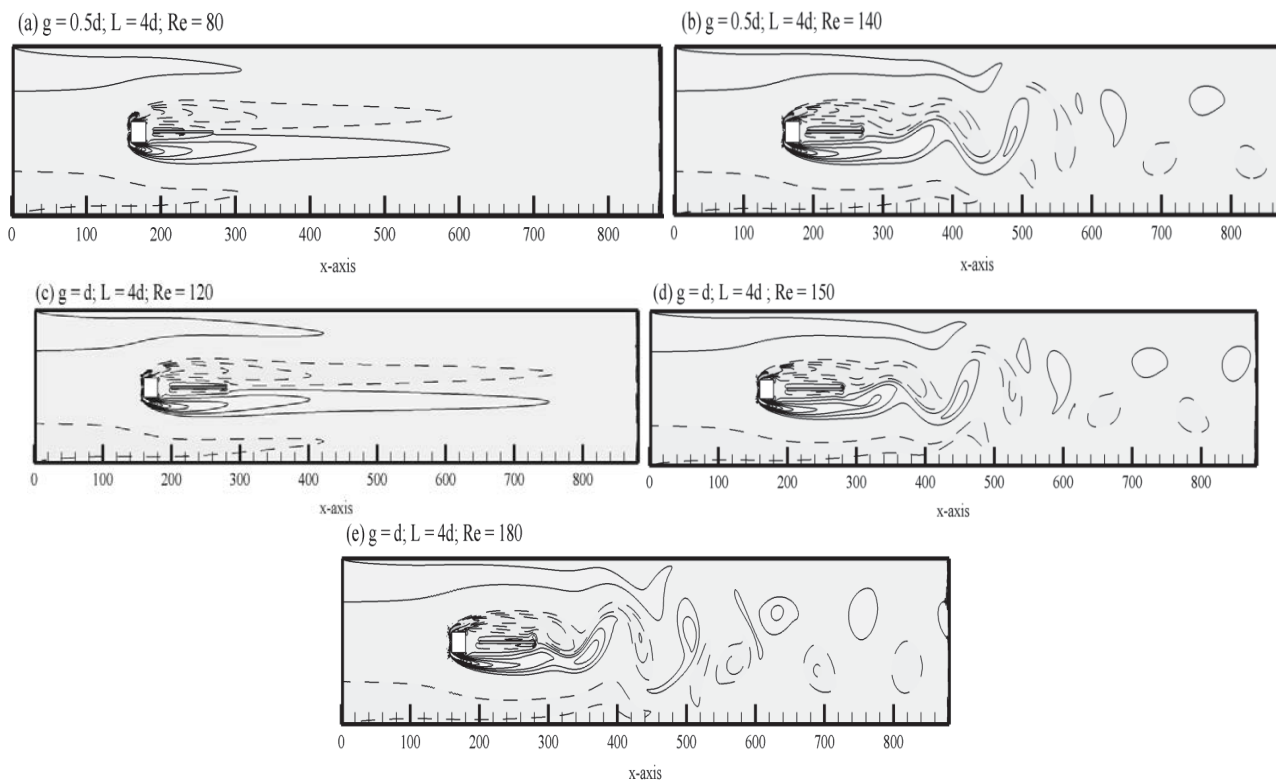 (a) g = 0.5d; L = 4d; Re = 80
(b) g = 0.5d; L = 4d; Re = 140
0 100 200 300 400 500 600 700 800
x-axis
0 100 200 300 400 500 600 700 800
x-axis
(c) g = d; L = 4d; Re = 120
(d) g = d; L = 4d ; Re = 150
0 100 200 300 400 500 600 700 800
x-axis
0 100 200 300 400 500 600 700 800
x-axis
(e) g = d; L = 4d; Re = 180
0 100 200 300 400 500 600 700 800
x-axis